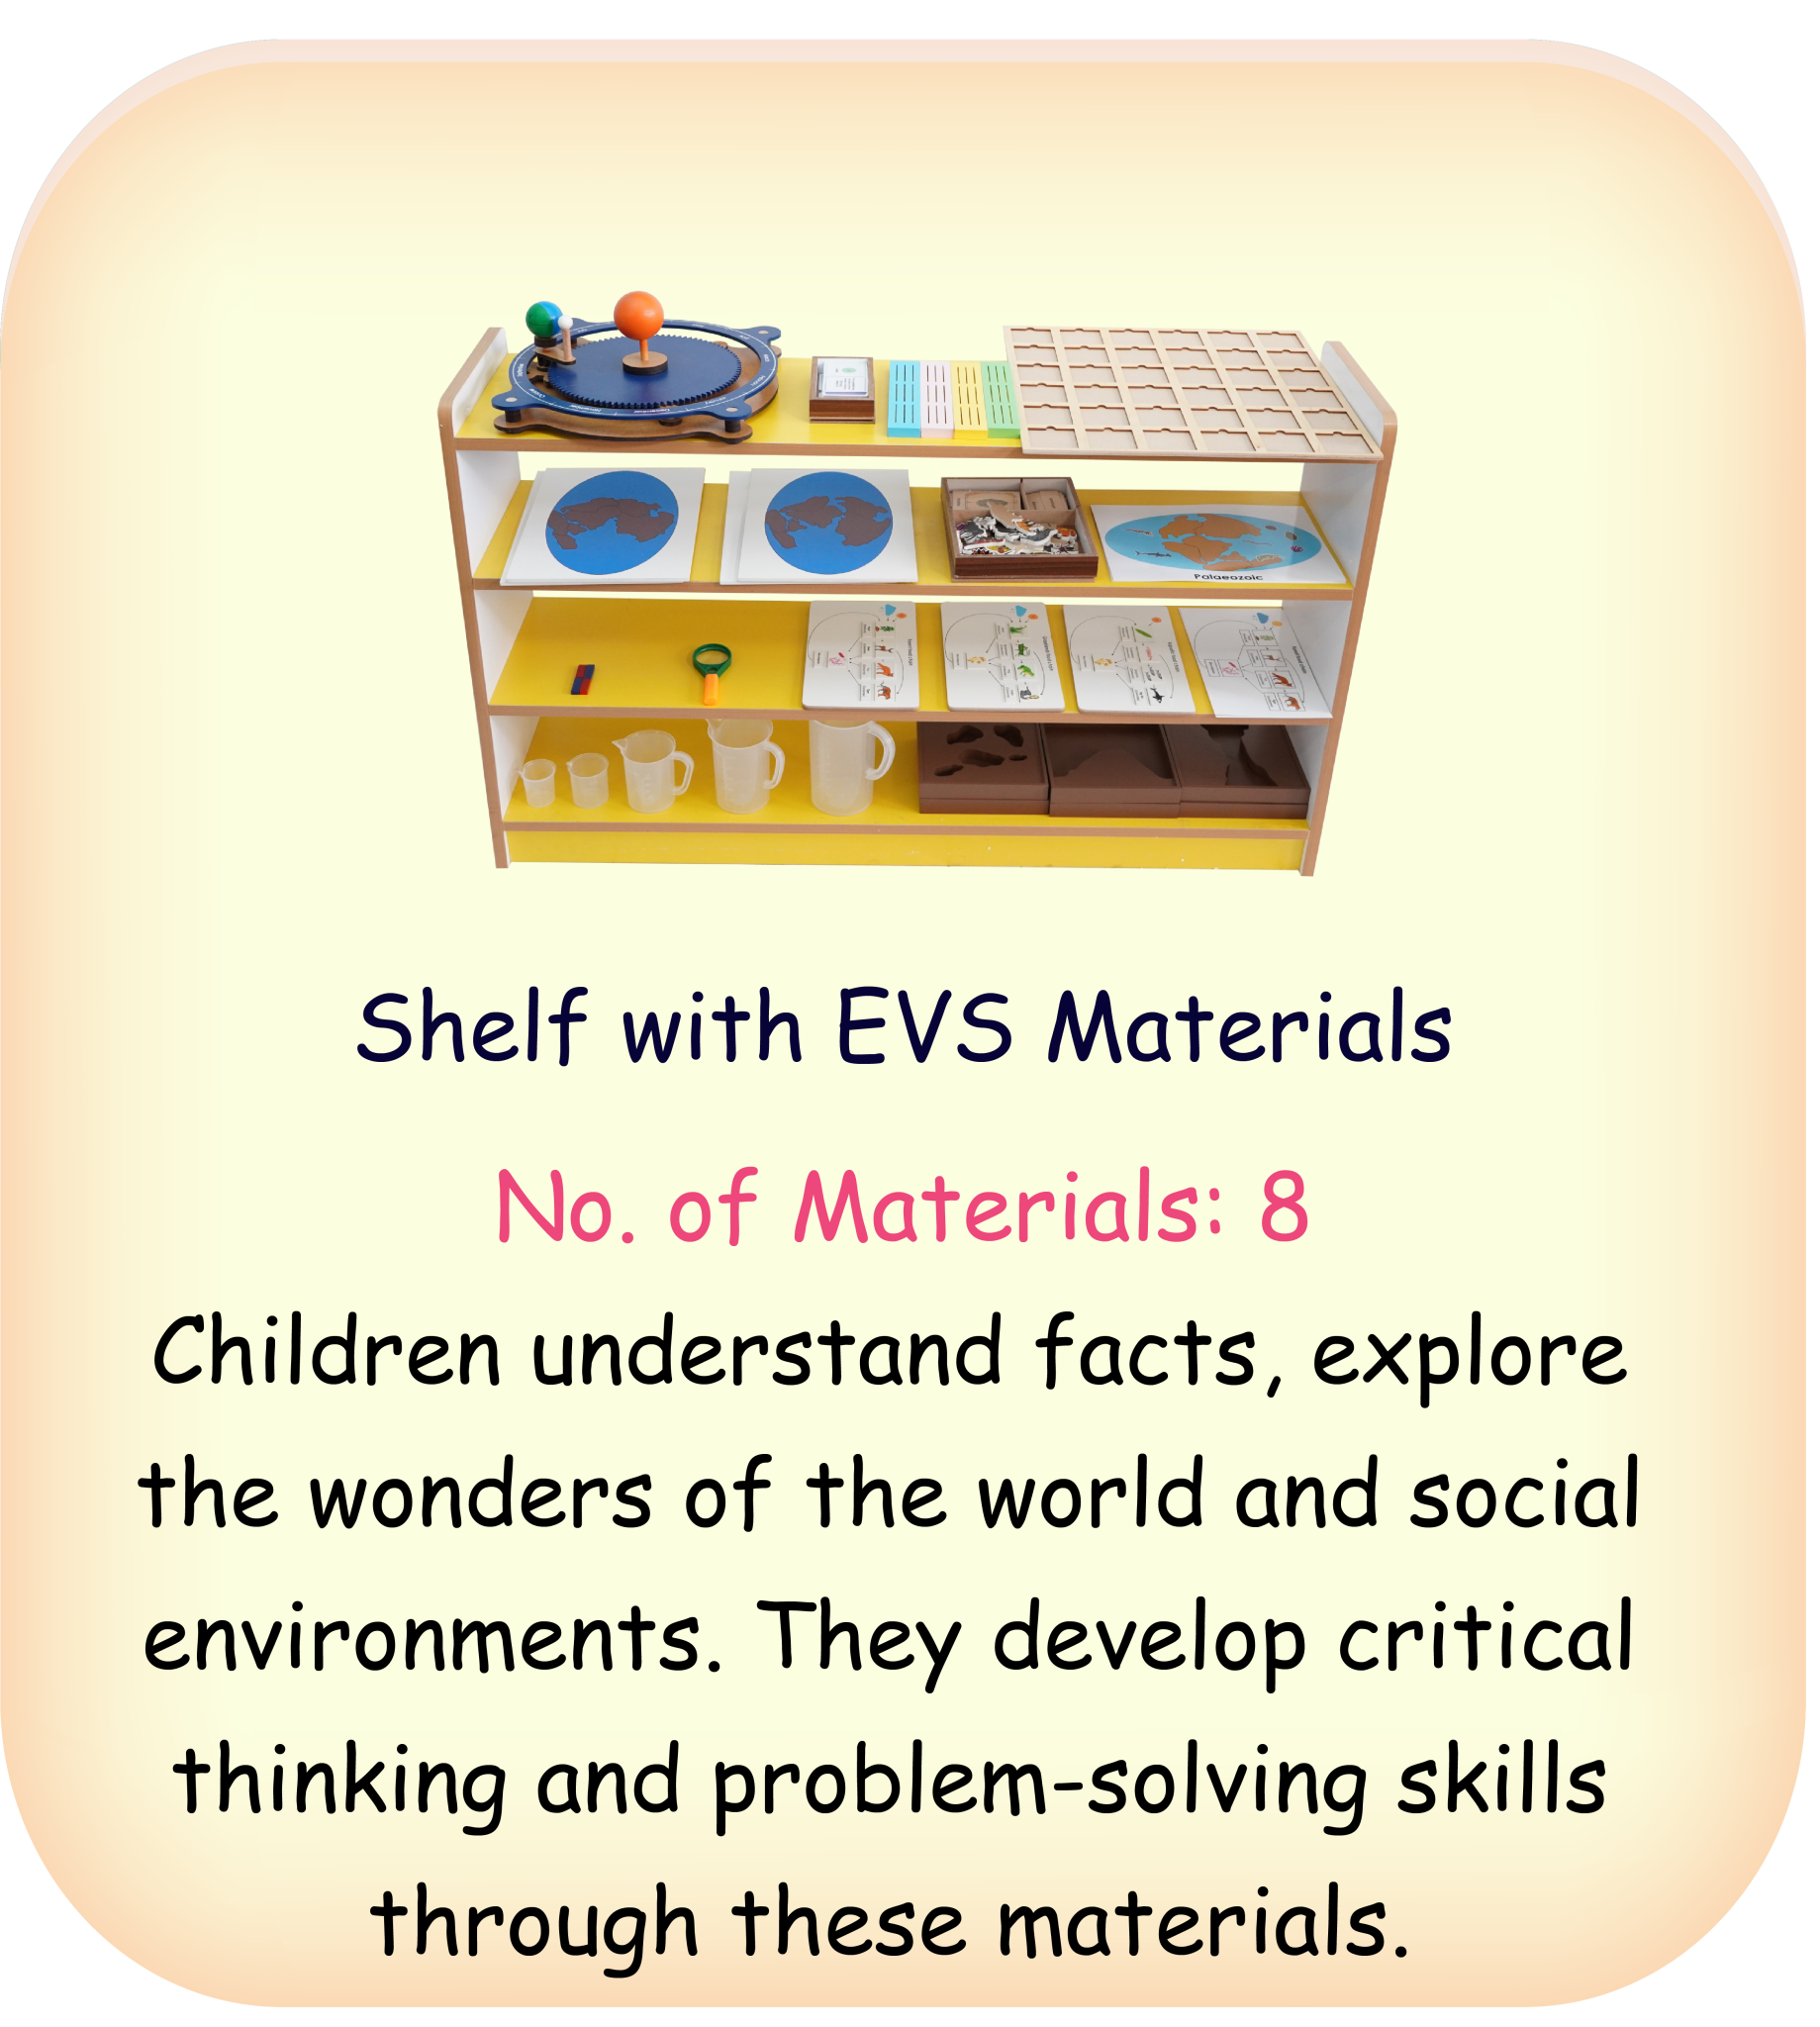 Palaeozoic
Shelf with EVS Materials
No. of Materials: 8
Children understand facts, explore
the wonders of the world and social
environments. They develop critical
thinking and problem-solving skills
through these materials.